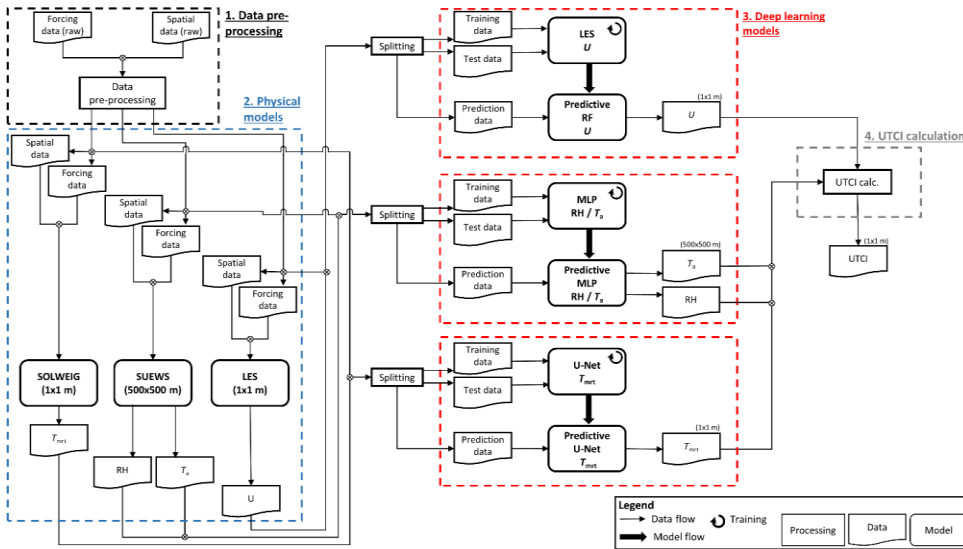 1. Data pre-
processing
Forcing
data (raw)
Spatial
data (raw)
Data
pre-processing
2. Physical
models
Spatial
data
Forcing
data
Spatial
data
Forcing
data
Spatial
data
Forcing
data
SOLWEIG
(1x1 m)
SUEWS
(500x500 m)
LES
(1x1 m)
Tmrt
RH
Ta
U
3. Deep learning
models
Splitting
Training
data
Test data
Prediction
data
LES
U
Predictive
RF
U
(1x1 m)
U
Splitting
Training
data
Test data
Prediction
data
MLP
RH / Ta
Predictive
MLP
RH / Ta
(500x500 m)
Ta
RH
Splitting
Training
data
Test data
Prediction
data
U-Net
Tmrt
Predictive
U-Net
Tmrt
(1x1 m)
Tmrt
4. UTCI calculation
UTCI calc.
(1x1 m)
UTCI
Legend
Data flow
Training
Model flow
Processing
Data
Model